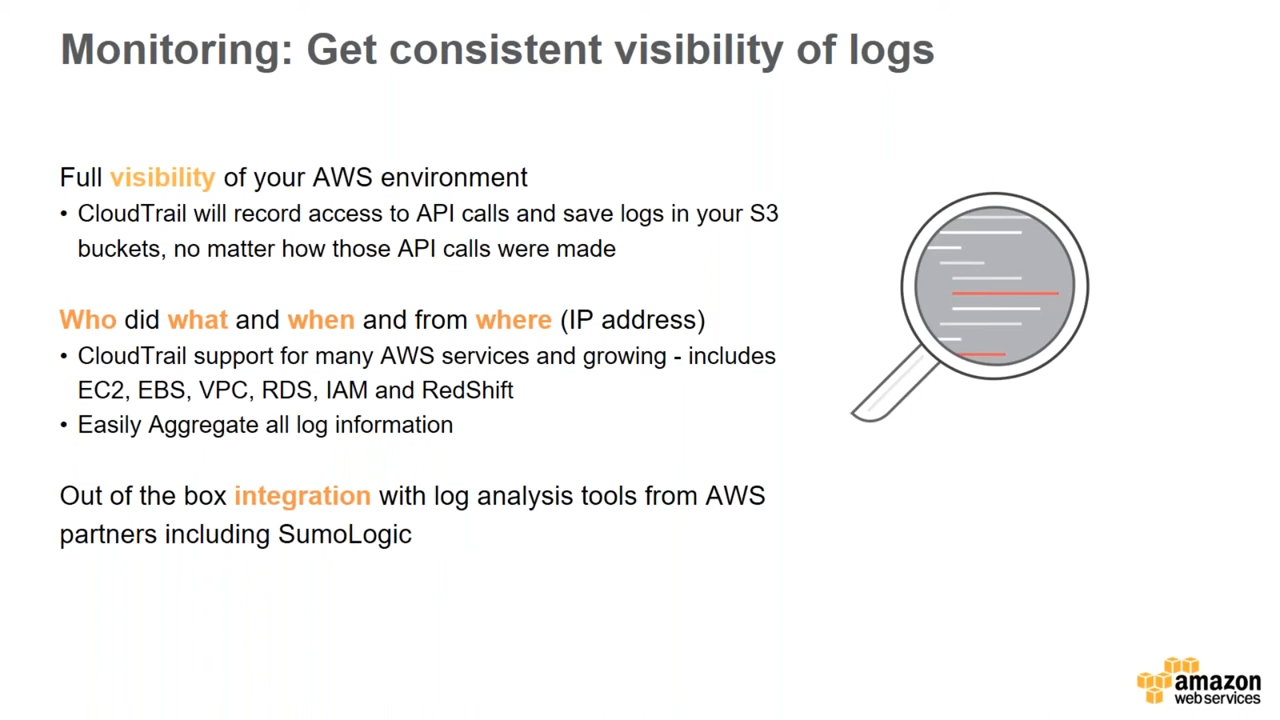 Monitoring: Get consistent visibility of logs
Full visibility of your AWS environment
• CloudTrail will record access to API calls and save logs in your S3
buckets, no matter how those API calls were made
Who did what and when and from where (IP address)
• CloudTrail support for many AWS services and growing - includes
EC2, EBS, VPC, RDS, IAM and RedShift
• Easily Aggregate all log information
Out of the box integration with log analysis tools from AWS
partners including SumoLogic
amazon
web services